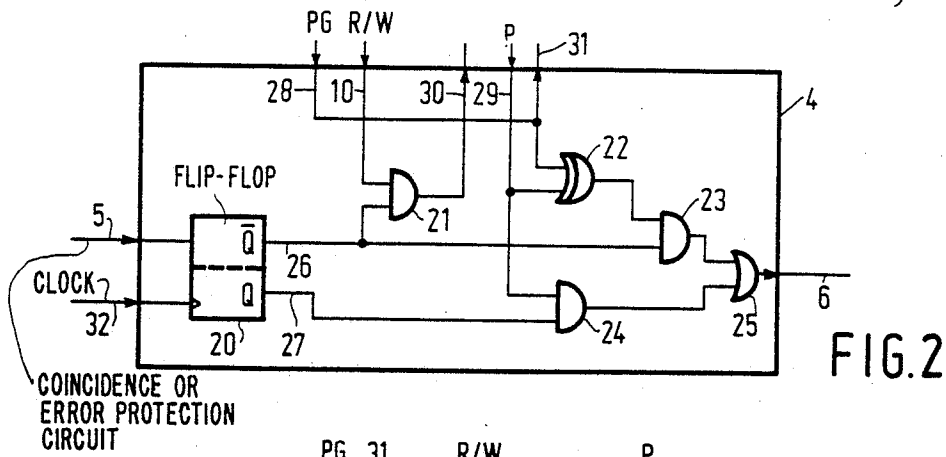 PG R/W
P
31
28
10
30
29
4
22
FLIP-FLOP
21
23
5
Q̅
26
CLOCK
Q
32
20
27
24
25
6
FIG.2
COINCIDENCE OR
ERROR PROTECTION
CIRCUIT
PG 31 R/W P